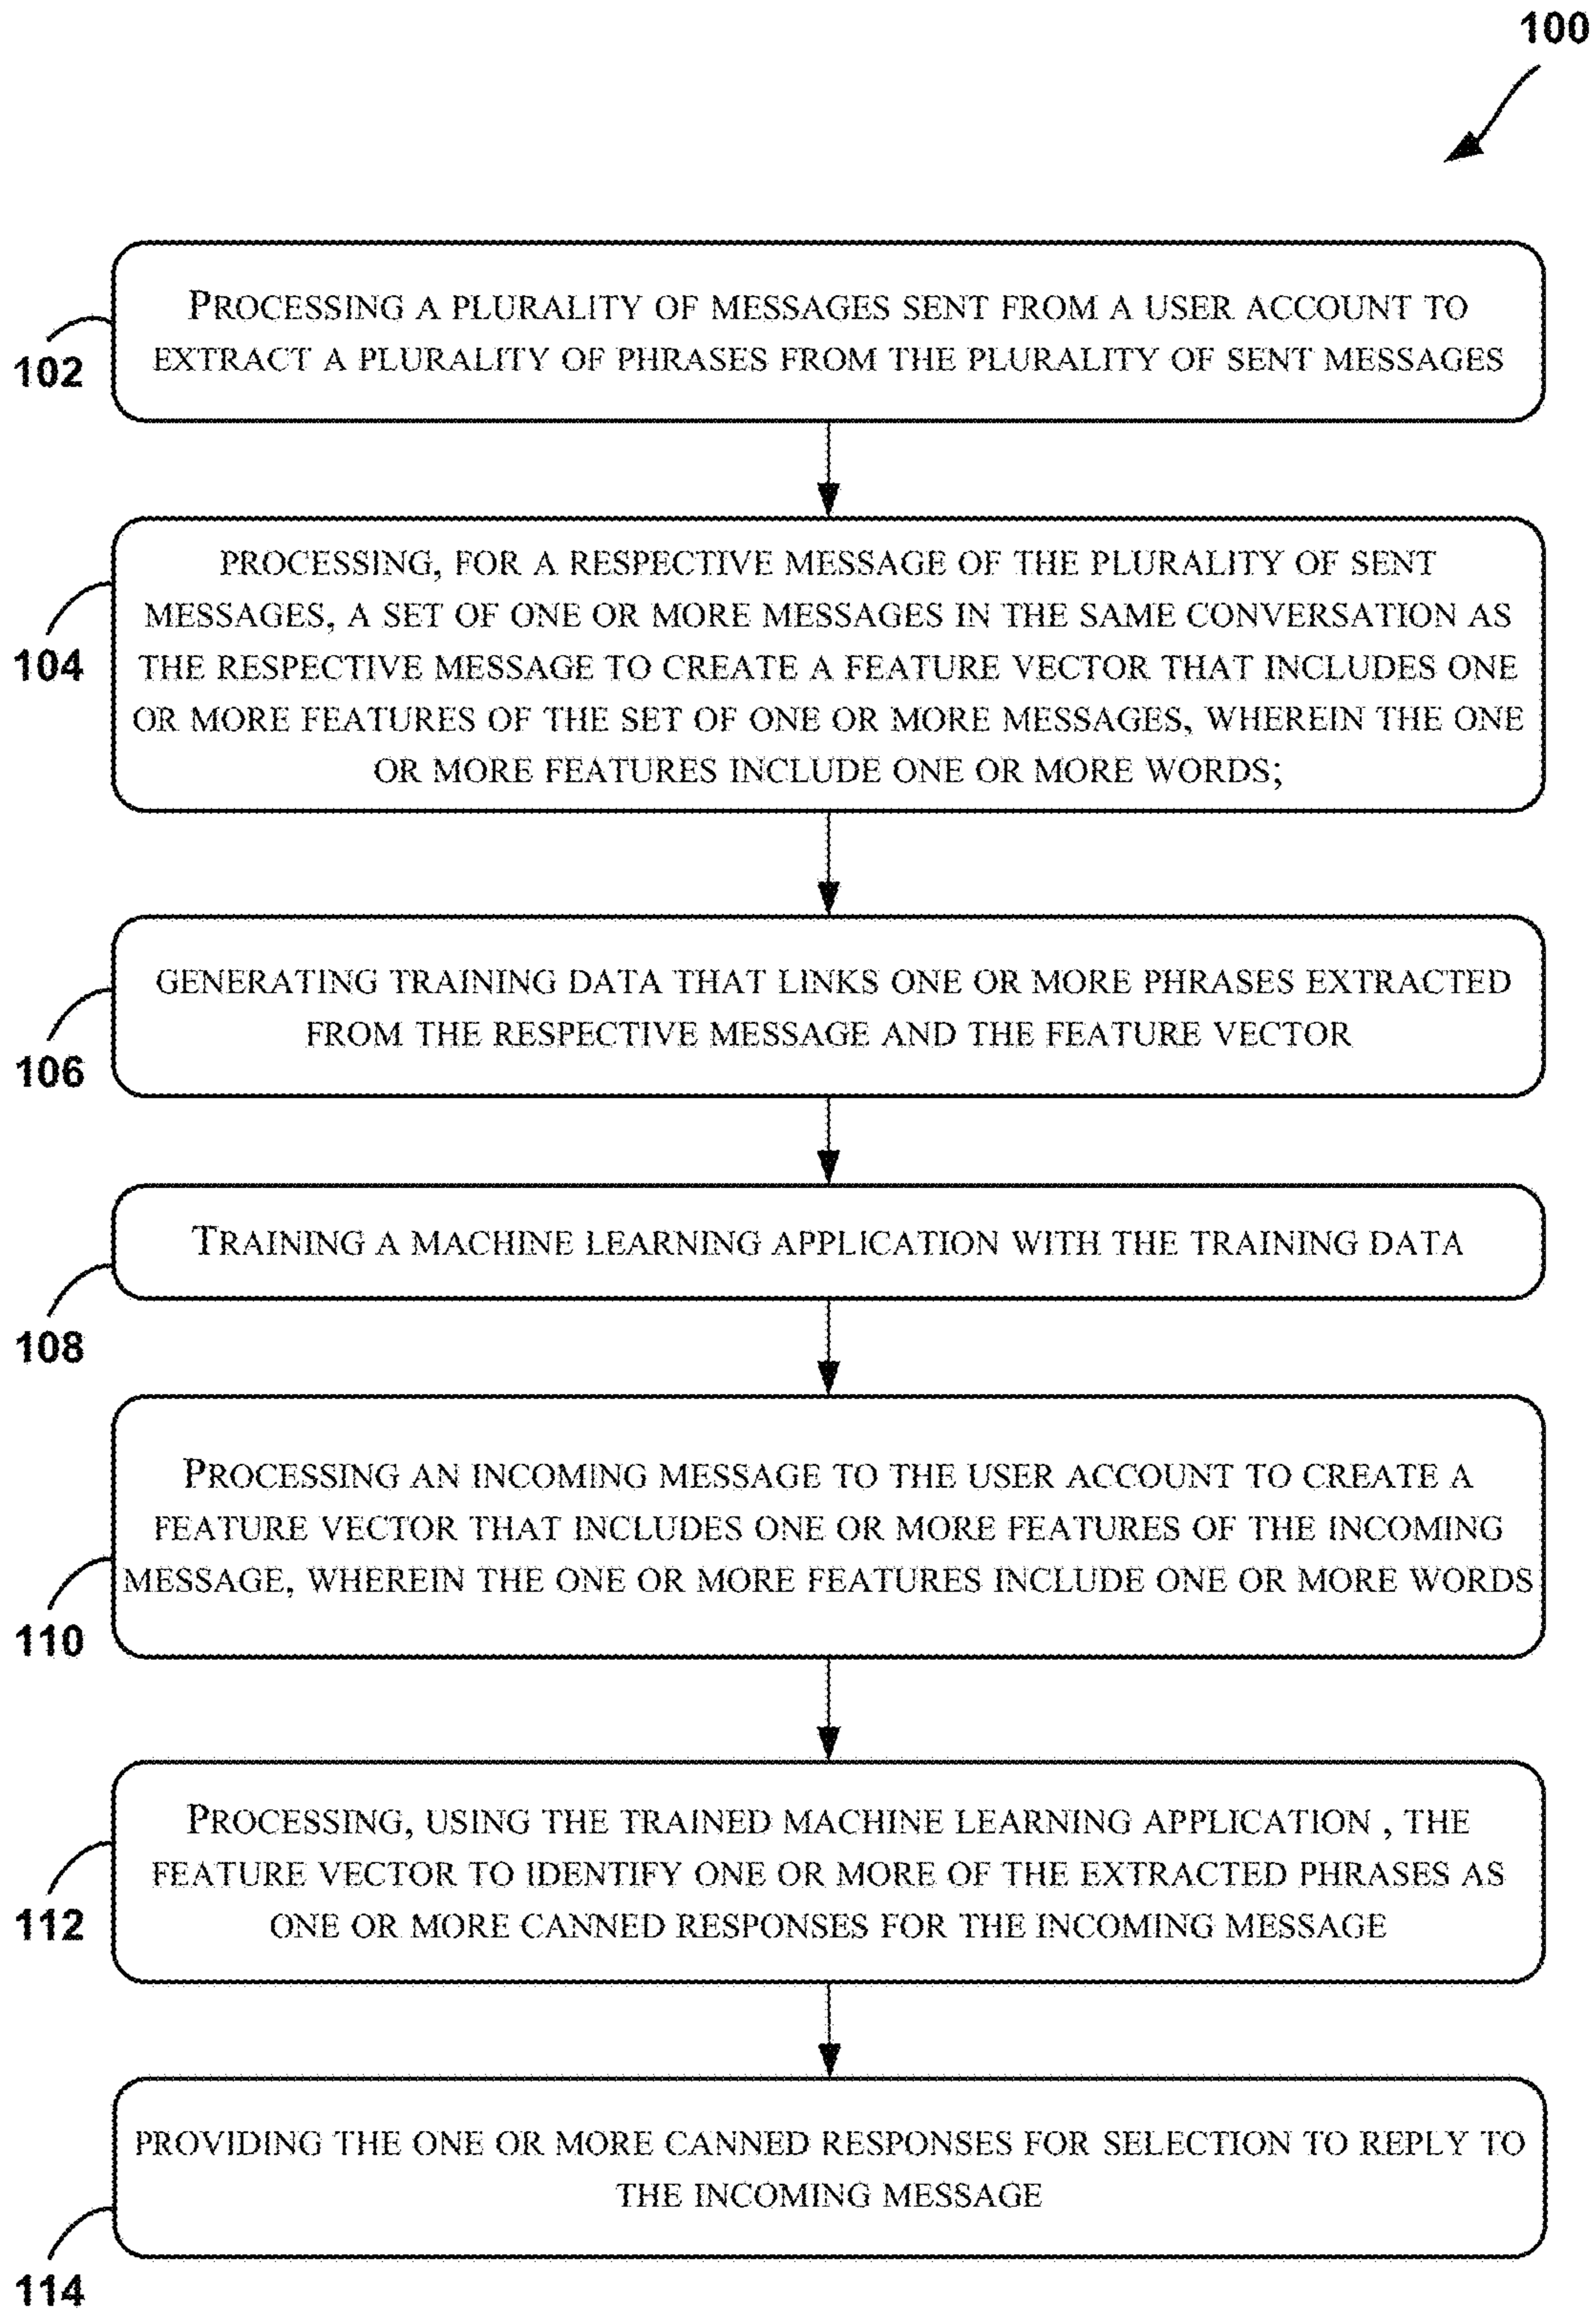 100
PROCESSING A PLURALITY OF MESSAGES SENT FROM A USER ACCOUNT TO
EXTRACT A PLURALITY OF PHRASES FROM THE PLURALITY OF SENT MESSAGES
102
PROCESSING, FOR A RESPECTIVE MESSAGE OF THE PLURALITY OF SENT
MESSAGES, A SET OF ONE OR MORE MESSAGES IN THE SAME CONVERSATION AS
THE RESPECTIVE MESSAGE TO CREATE A FEATURE VECTOR THAT INCLUDES ONE
OR MORE FEATURES OF THE SET OF ONE OR MORE MESSAGES, WHEREIN THE ONE
OR MORE FEATURES INCLUDE ONE OR MORE WORDS;
104
GENERATING TRAINING DATA THAT LINKS ONE OR MORE PHRASES EXTRACTED
FROM THE RESPECTIVE MESSAGE AND THE FEATURE VECTOR
106
TRAINING A MACHINE LEARNING APPLICATION WITH THE TRAINING DATA
108
PROCESSING AN INCOMING MESSAGE TO THE USER ACCOUNT TO CREATE A
FEATURE VECTOR THAT INCLUDES ONE OR MORE FEATURES OF THE INCOMING
MESSAGE, WHEREIN THE ONE OR MORE FEATURES INCLUDE ONE OR MORE WORDS
110
PROCESSING, USING THE TRAINED MACHINE LEARNING APPLICATION , THE
FEATURE VECTOR TO IDENTIFY ONE OR MORE OF THE EXTRACTED PHRASES AS
ONE OR MORE CANNED RESPONSES FOR THE INCOMING MESSAGE
112
PROVIDING THE ONE OR MORE CANNED RESPONSES FOR SELECTION TO REPLY TO
THE INCOMING MESSAGE
114